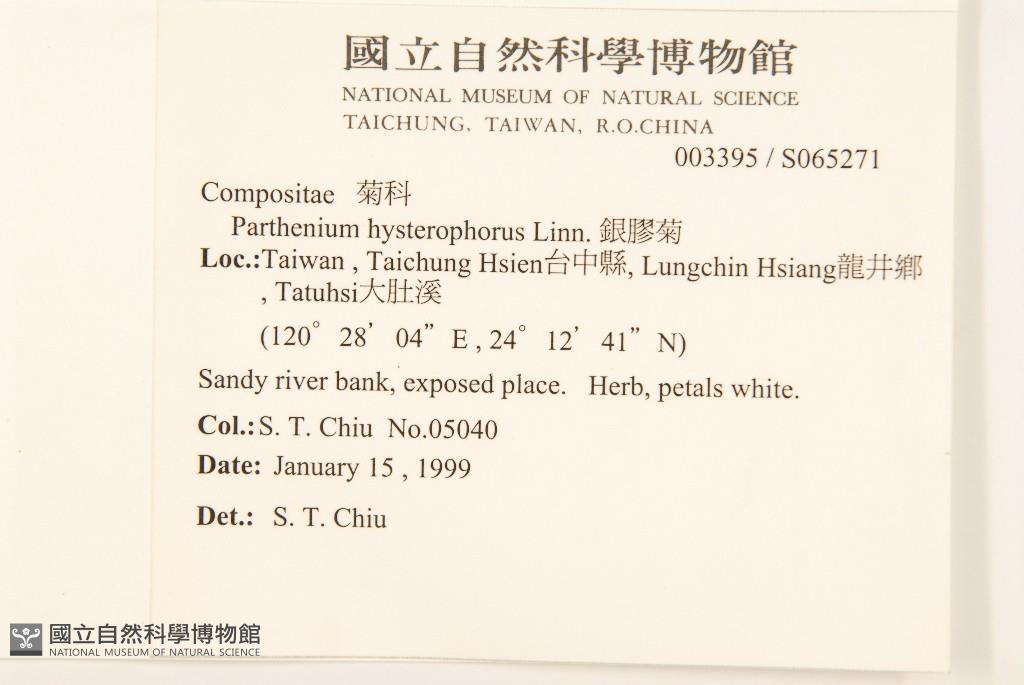 國立自然科學博物館
NATIONAL MUSEUM OF NATURAL SCIENCE
TAICHUNG, TAIWAN, R.O.CHINA
003395 / S065271
Compositae 菊科
Parthenium hysterophorus Linn. 銀膠菊
Loc.:Taiwan , Taichung Hsien台中縣, Lungchin Hsiang龍井鄉
, Tatuhsi大肚溪
(120° 28’ 04” E , 24° 12’ 41” N)
Sandy river bank, exposed place. Herb, petals white.
Col.: S. T. Chiu No.05040
Date: January 15 , 1999
Det.: S. T. Chiu
國立自然科學博物館
NATIONAL MUSEUM OF NATURAL SCIENCE